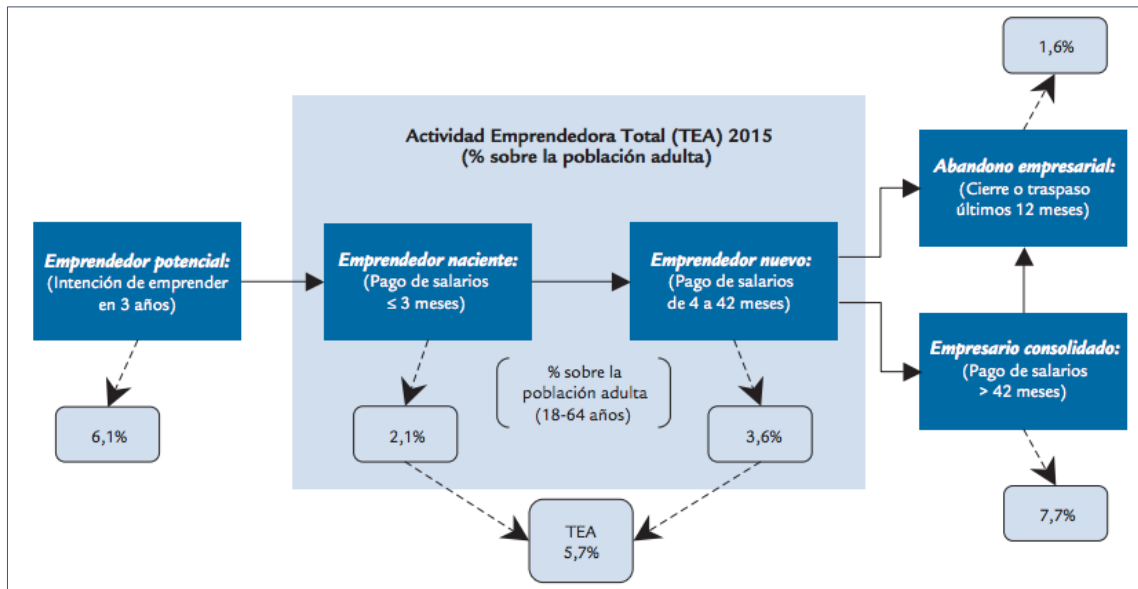 1,6%
Actividad Emprendedora Total (TEA) 2015
(% sobre la población adulta)
Abandono empresarial:
(Cierre o traspaso
últimos 12 meses)
Emprendedor potencial:
(Intención de emprender
en 3 años)
Emprendedor naciente:
(Pago de salarios
≤ 3 meses)
Emprendedor nuevo:
(Pago de salarios
de 4 a 42 meses)
Empresario consolidado:
(Pago de salarios
> 42 meses)
% sobre la
población adulta
(18-64 años)
6,1%
2,1%
3,6%
7,7%
TEA
5,7%